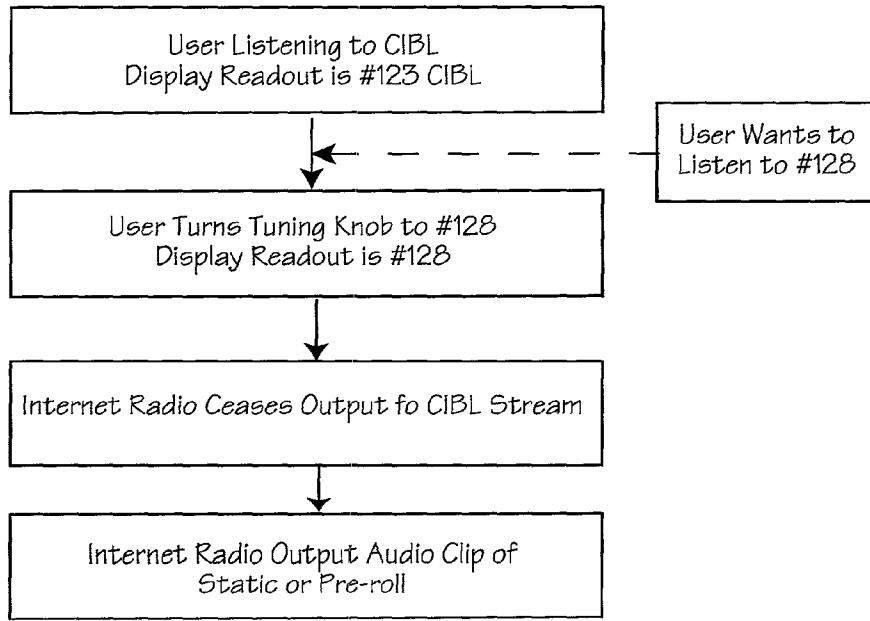 User Listening to CIBL
Display Readout is #123 CIBL
User Wants to
Listen to #128
User Turns Tuning Knob to #128
Display Readout is #128
Internet Radio Ceases Output fo CIBL Stream
Internet Radio Output Audio Clip of
Static or Pre-roll